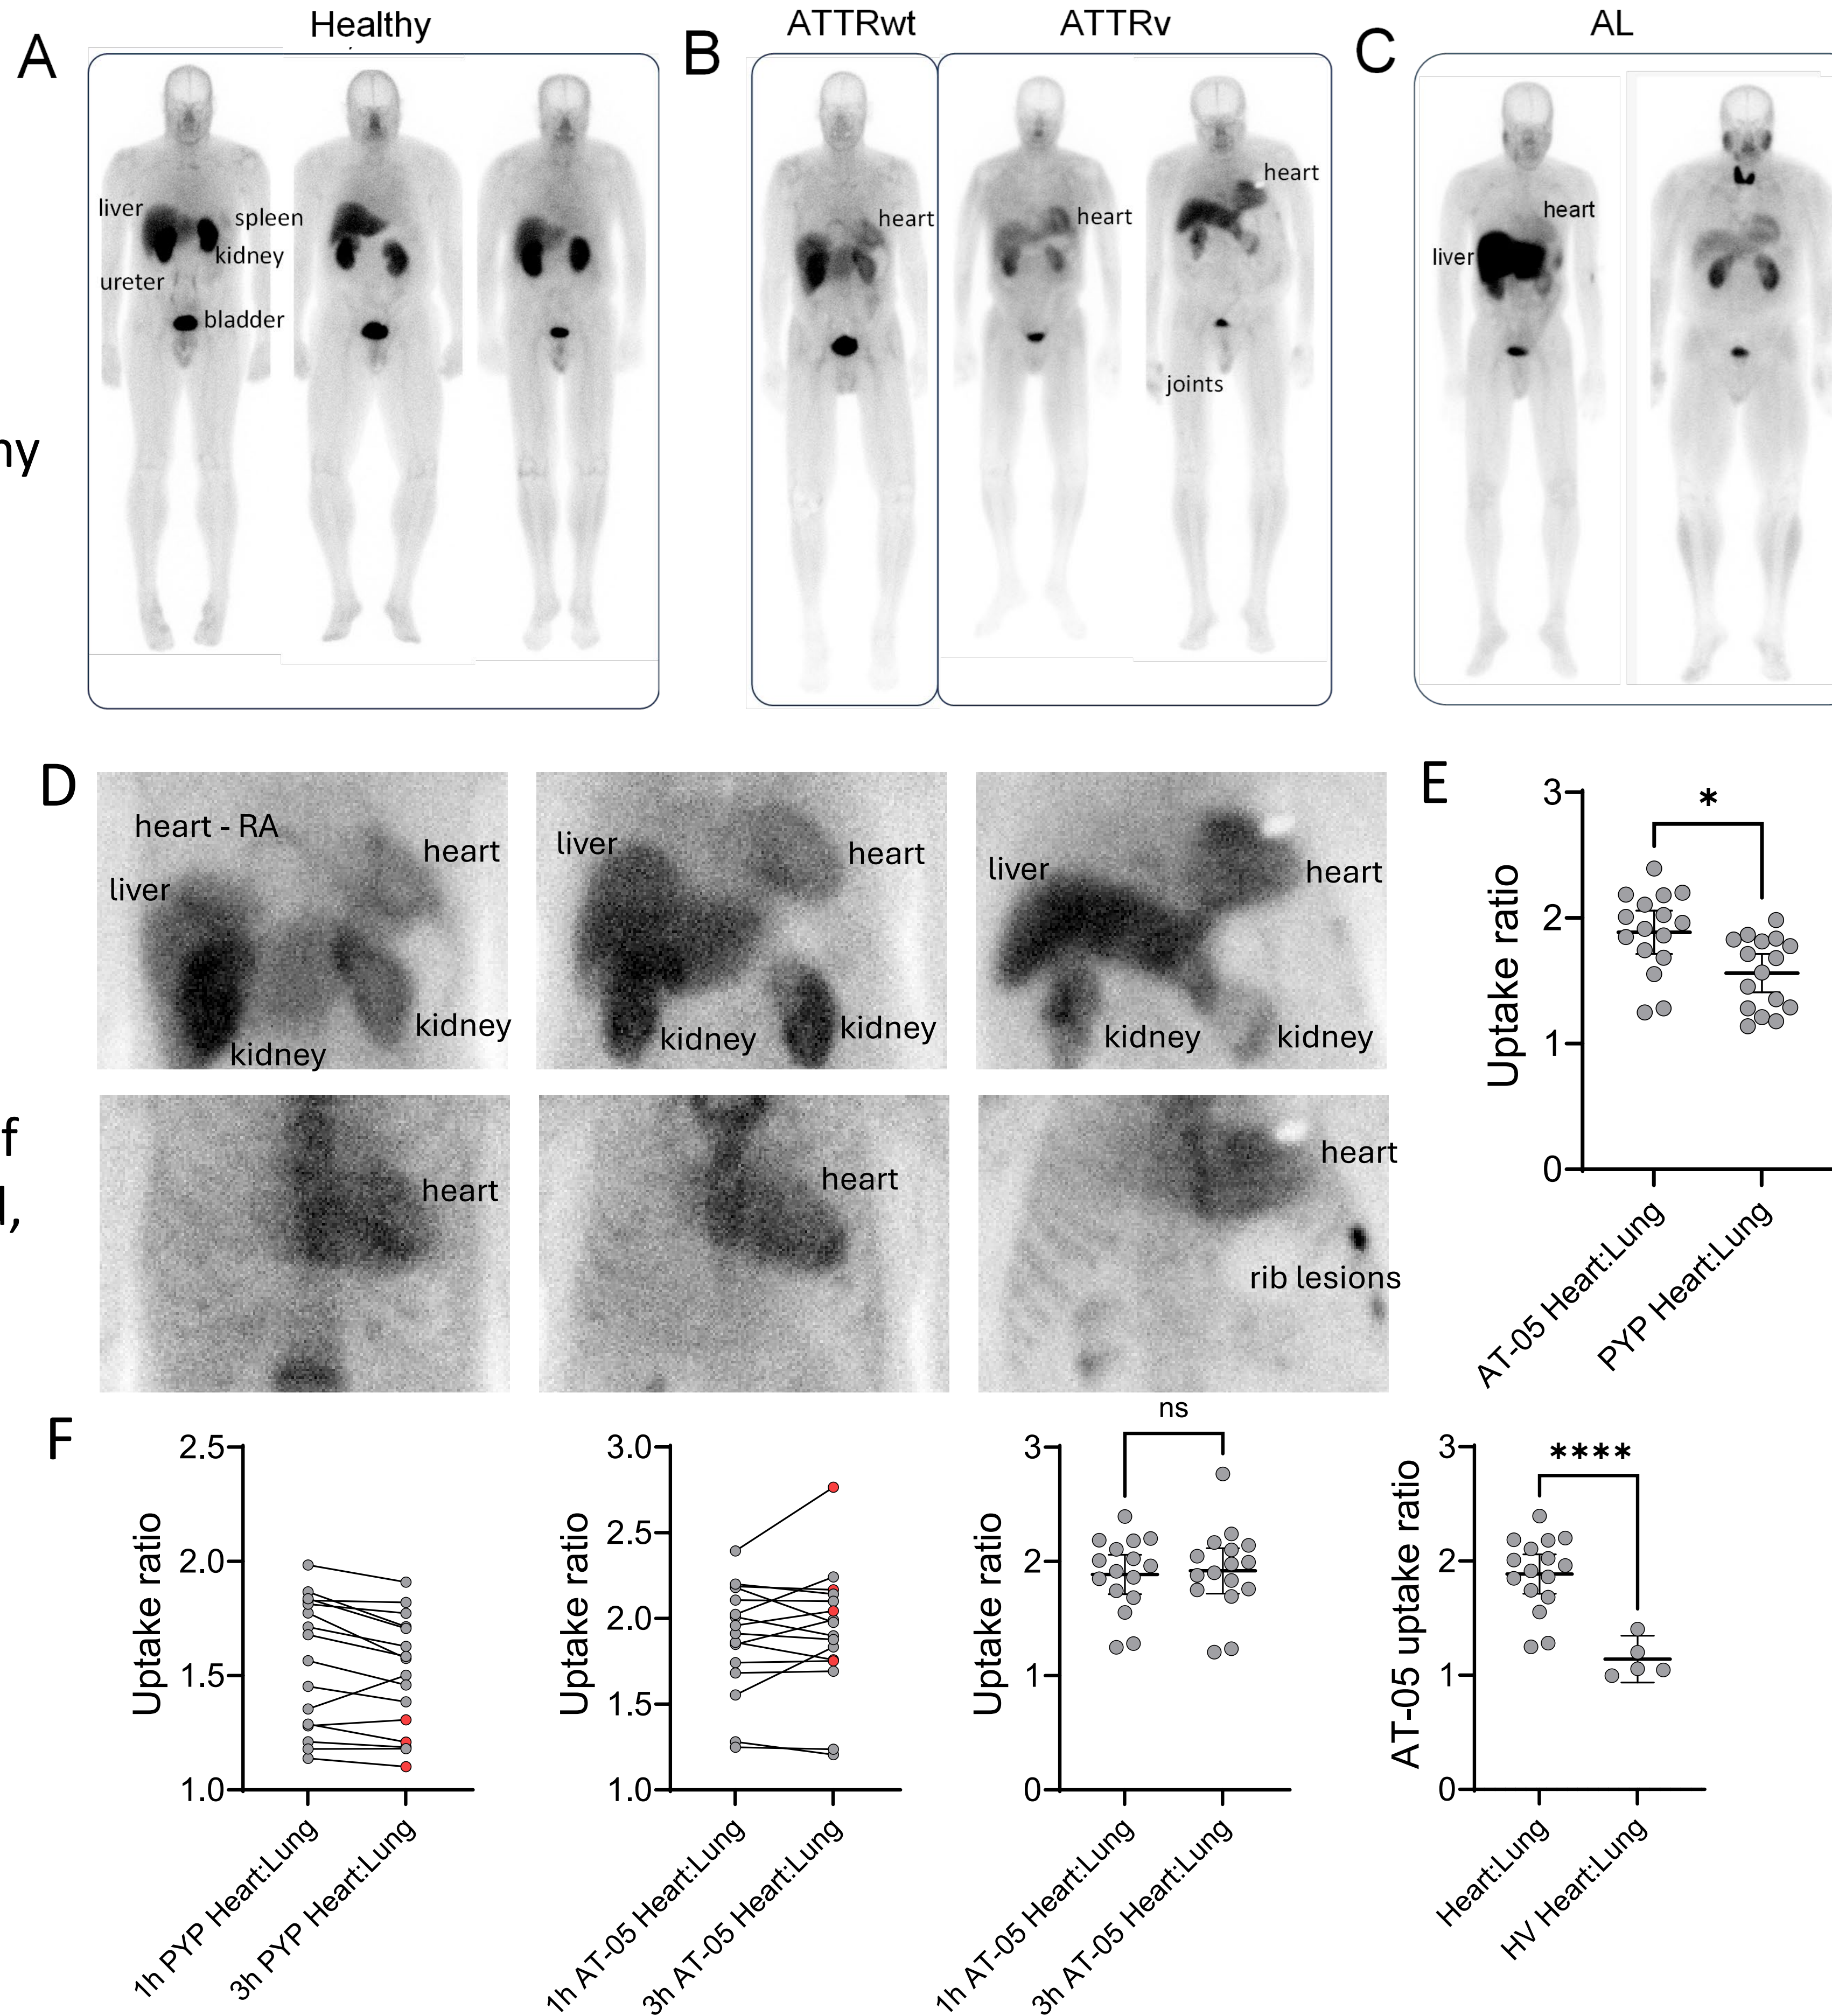 A
Healthy
liver
spleen
kidney
ureter
bladder
B
ATTRwt
ATTRv
heart
heart
heart
joints
C
AL
heart
liver
hy
D
heart - RA
heart
liver
kidney
kidney
liver
heart
kidney
kidney
liver
heart
kidney
kidney
f
heart
heart
heart
rib lesions
E
Uptake ratio
3
2
1
0
*
AT-05 Heart:Lung
PYP Heart:Lung
F
Uptake ratio
2.5
2.0
1.5
1.0
1h PYP Heart:Lung
3h PYP Heart:Lung
Uptake ratio
3.0
2.5
2.0
1.5
1.0
1h AT-05 Heart:Lung
3h AT-05 Heart:Lung
Uptake ratio
3
2
1
0
ns
1h AT-05 Heart:Lung
3h AT-05 Heart:Lung
AT-05 uptake ratio
3
2
1
0
****
Heart:Lung
HV Heart:Lung